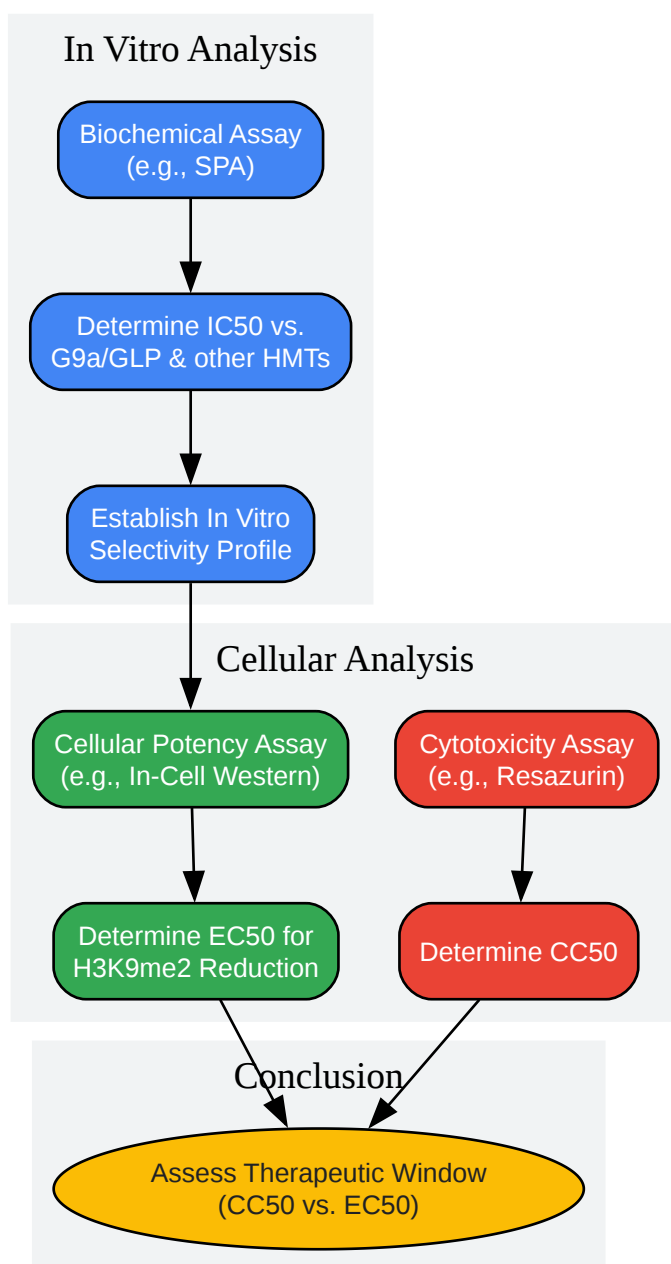 In Vitro Analysis
Biochemical Assay
(e.g., SPA)
Determine IC50 vs.
G9a/GLP & other HMTs
Establish In Vitro
Selectivity Profile
Cellular Analysis
Cellular Potency Assay
(e.g., In-Cell Western)
Cytotoxicity Assay
(e.g., Resazurin)
Determine EC50 for
H3K9me2 Reduction
Determine CC50
Conclusion
Assess Therapeutic Window
(CC50 vs. EC50)